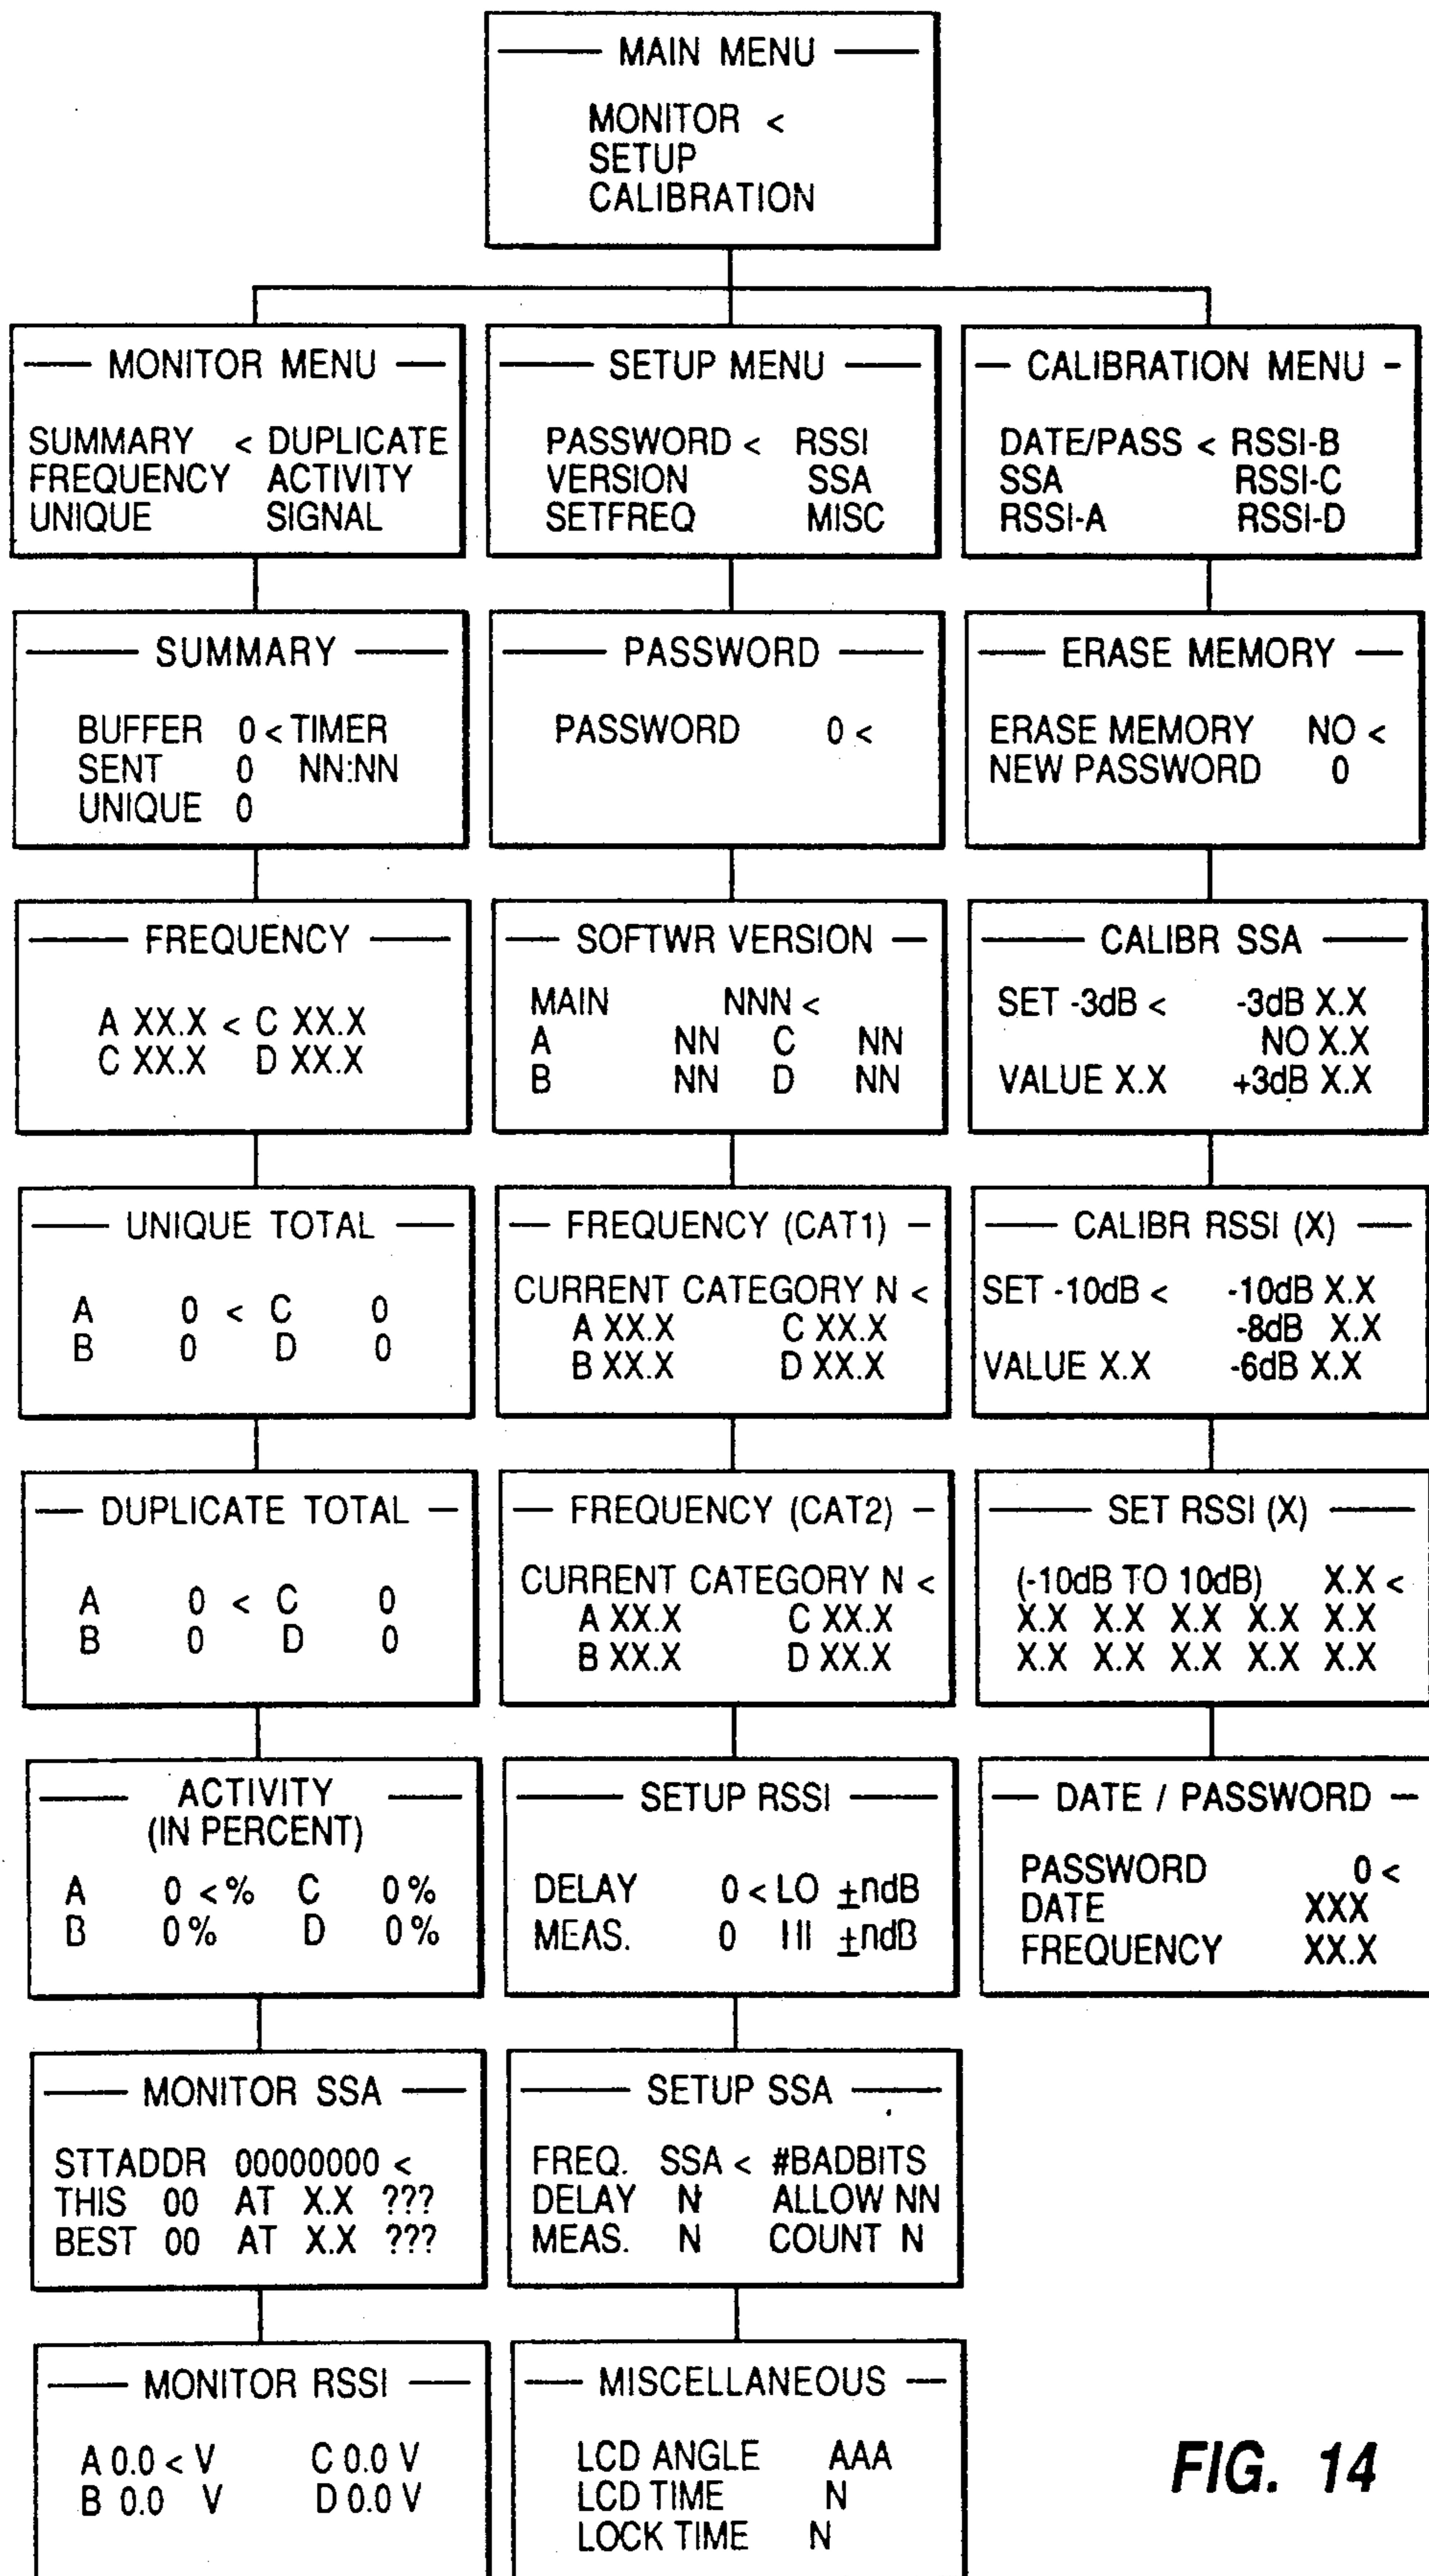 MAIN MENU
MONITOR <
SETUP
CALIBRATION
MONITOR MENU
SUMMARY < DUPLICATE
FREQUENCY ACTIVITY
UNIQUE SIGNAL
SETUP MENU
PASSWORD < RSSI
VERSION SSA
SETFREQ MISC
CALIBRATION MENU
DATE/PASS < RSSI-B
SSA RSSI-C
RSSI-A RSSI-D
SUMMARY
BUFFER 0 < TIMER
SENT 0 NN:NN
UNIQUE 0
PASSWORD
PASSWORD 0 <
ERASE MEMORY
ERASE MEMORY NO <
NEW PASSWORD 0
FREQUENCY
A XX.X < C XX.X
C XX.X D XX.X
SOFTWR VERSION
MAIN NNN <
A NN C NN
B NN D NN
CALIBR SSA
SET -3dB < -3dB X.X
NO X.X
VALUE X.X +3dB X.X
UNIQUE TOTAL
A 0 < C 0
B 0 D 0
FREQUENCY (CAT1)
CURRENT CATEGORY N <
A XX.X C XX.X
B XX.X D XX.X
CALIBR RSSI (X)
SET -10dB < -10dB X.X
-8dB X.X
VALUE X.X -6dB X.X
DUPLICATE TOTAL
A 0 < C 0
B 0 D 0
FREQUENCY (CAT2)
CURRENT CATEGORY N <
A XX.X C XX.X
B XX.X D XX.X
SET RSSI (X)
(-10dB TO 10dB) X.X <
X.X X.X X.X X.X X.X
X.X X.X X.X X.X X.X
ACTIVITY
(IN PERCENT)
A 0 < % C 0 %
B 0 % D 0 %
SETUP RSSI
DELAY 0 < LO ±ndB
MEAS. 0 HI ±ndB
DATE / PASSWORD
PASSWORD 0 <
DATE XXX
FREQUENCY XX.X
MONITOR SSA
STTADDR 00000000 <
THIS 00 AT X.X ???
BEST 00 AT X.X ???
SETUP SSA
FREQ. SSA < #BADBITS
DELAY N ALLOW NN
MEAS. N COUNT N
MONITOR RSSI
A 0.0 < V C 0.0 V
B 0.0 V D 0.0 V
MISCELLANEOUS
LCD ANGLE AAA
LCD TIME N
LOCK TIME N
FIG. 14